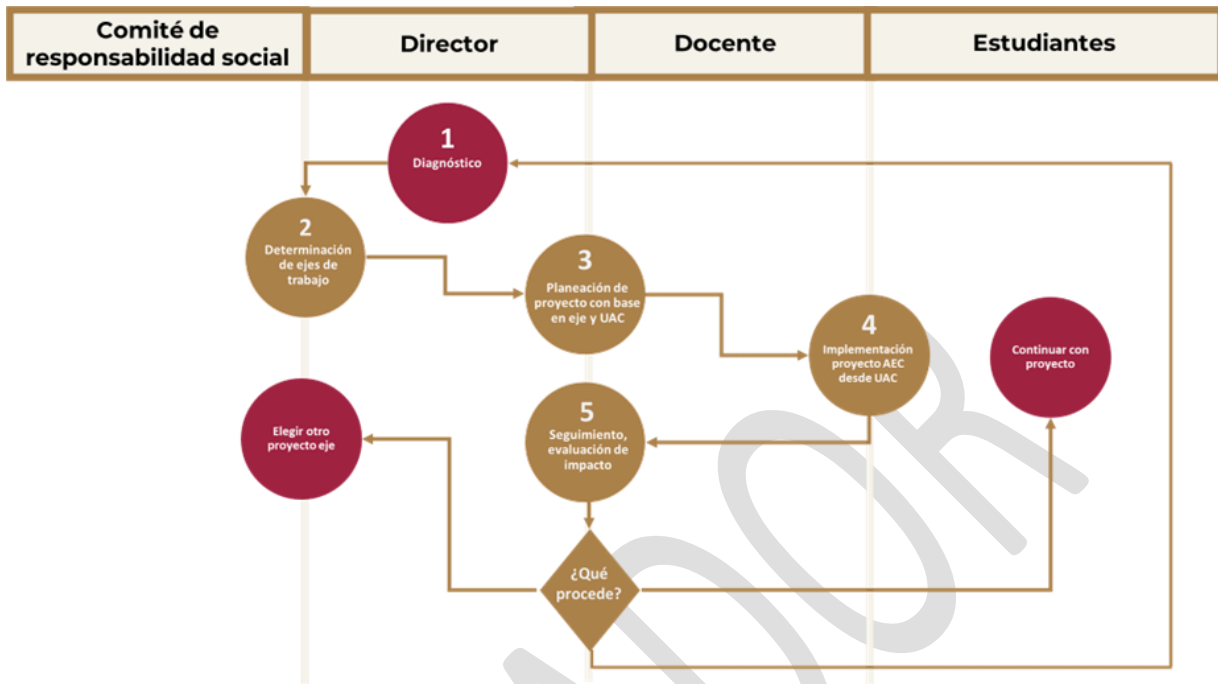 Comité de
responsabilidad social
Director
Docente
Estudiantes
1
Diagnóstico
2
Determinación
de ejes de
trabajo
3
Planeación de
proyecto con base
en eje y UAC
4
Implementación
proyecto AEC
desde UAC
Continuar con
proyecto
Elegir otro
proyecto eje
5
Seguimiento,
evaluación de
impacto
¿Qué
procede?
ADOR